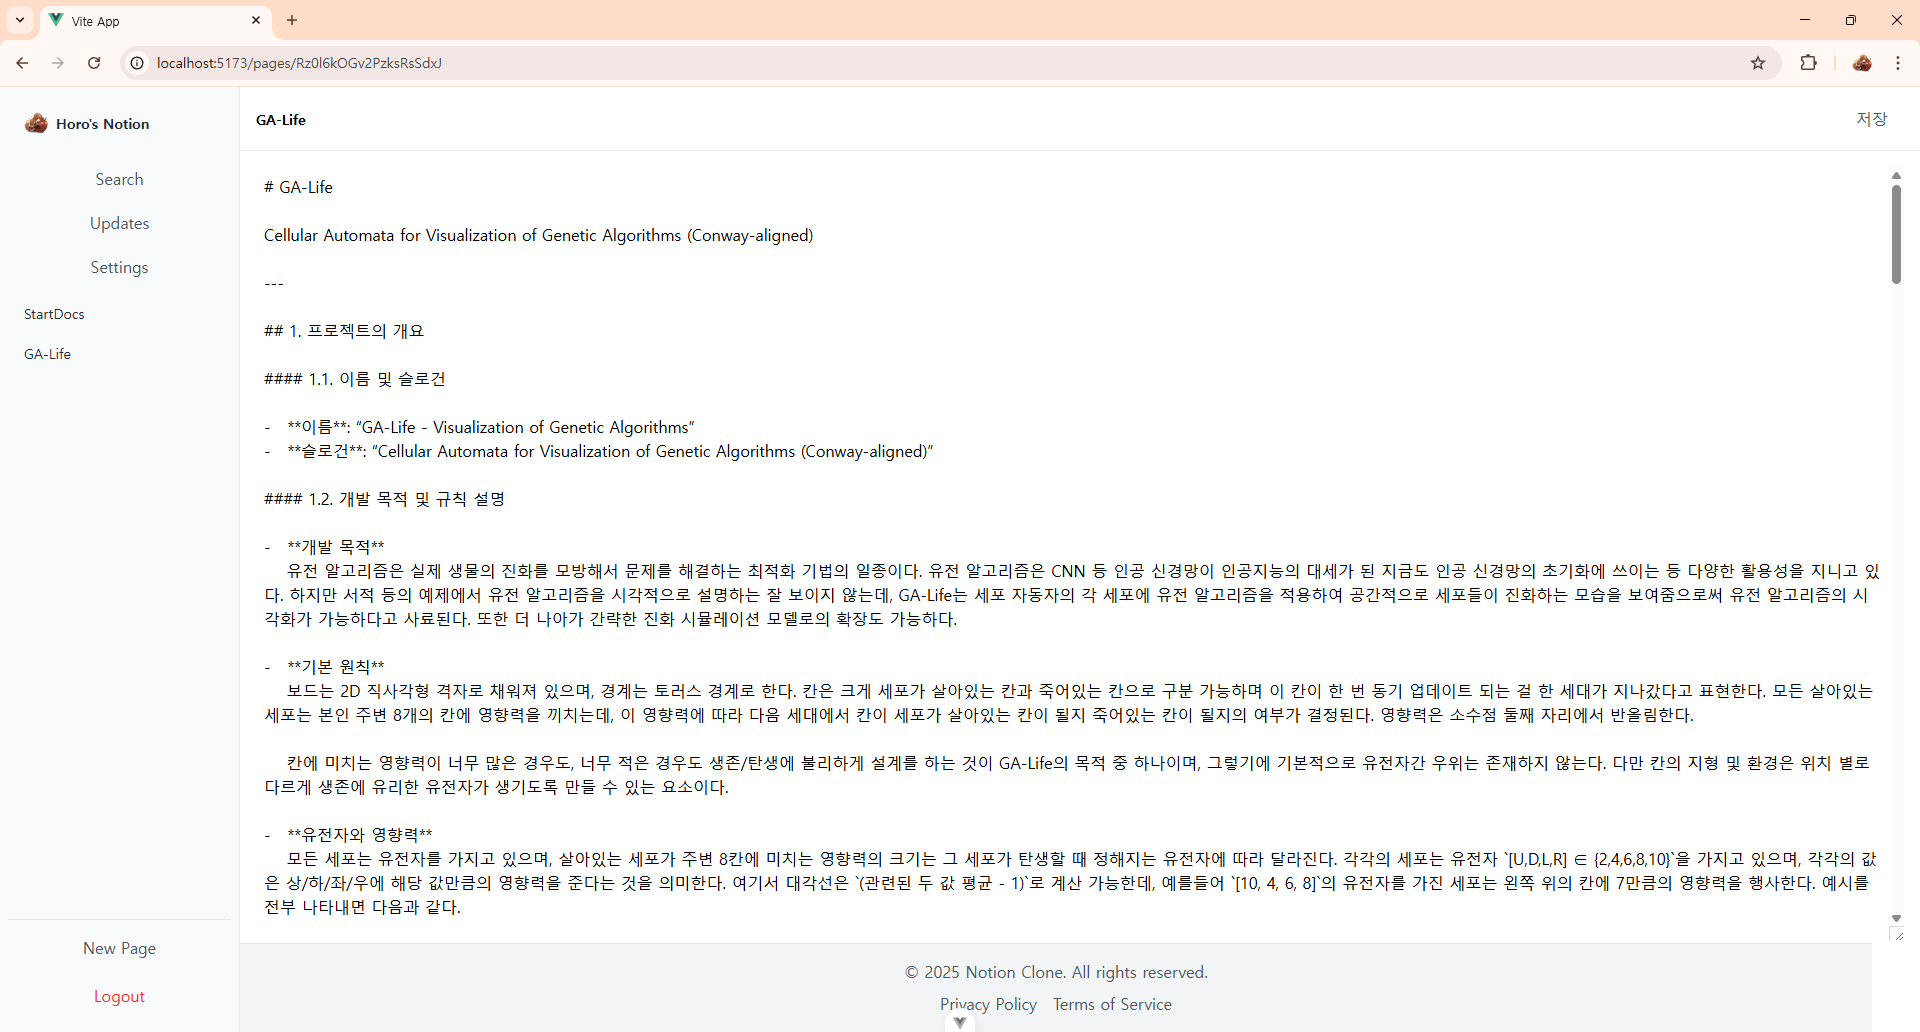 Vite App
localhost:5173/pages/Rz0l6kOGv2PzksRsSdxJ
Horo's Notion
Search
Updates
Settings
StartDocs
GA-Life
New Page
Logout
GA-Life
저장
# GA-Life
Cellular Automata for Visualization of Genetic Algorithms (Conway-aligned)
---
## 1. 프로젝트의 개요
#### 1.1. 이름 및 슬로건
- **이름**: “GA-Life - Visualization of Genetic Algorithms”
- **슬로건**: “Cellular Automata for Visualization of Genetic Algorithms (Conway-aligned)”
#### 1.2. 개발 목적 및 규칙 설명
- **개발 목적**
유전 알고리즘은 실제 생물의 진화를 모방해서 문제를 해결하는 최적화 기법의 일종이다. 유전 알고리즘은 CNN 등 인공 신경망이 인공지능의 대세가 된 지금도 인공 신경망의 초기화에 쓰이는 등 다양한 활용성을 지니고 있
다. 하지만 서적 등의 예제에서 유전 알고리즘을 시각적으로 설명하는 잘 보이지 않는데, GA-Life는 세포 자동자의 각 세포에 유전 알고리즘을 적용하여 공간적으로 세포들이 진화하는 모습을 보여줌으로써 유전 알고리즘의 시
각화가 가능하다고 사료된다. 또한 더 나아가 간략한 진화 시뮬레이션 모델로의 확장도 가능하다.
- **기본 원칙**
보드는 2D 직사각형 격자로 채워져 있으며, 경계는 토러스 경계로 한다. 칸은 크게 세포가 살아있는 칸과 죽어있는 칸으로 구분 가능하며 이 칸이 한 번 동기 업데이트 되는 걸 한 세대가 지나갔다고 표현한다. 모든 살아있는
세포는 본인 주변 8개의 칸에 영향력을 끼치는데, 이 영향력에 따라 다음 세대에서 칸이 세포가 살아있는 칸이 될지 죽어있는 칸이 될지의 여부가 결정된다. 영향력은 소수점 둘째 자리에서 반올림한다.
칸에 미치는 영향력이 너무 많은 경우도, 너무 적은 경우도 생존/탄생에 불리하게 설계를 하는 것이 GA-Life의 목적 중 하나이며, 그렇기에 기본적으로 유전자간 우위는 존재하지 않는다. 다만 칸의 지형 및 환경은 위치 별로
다르게 생존에 유리한 유전자가 생기도록 만들 수 있는 요소이다.
- **유전자와 영향력**
모든 세포는 유전자를 가지고 있으며, 살아있는 세포가 주변 8칸에 미치는 영향력의 크기는 그 세포가 탄생할 때 정해지는 유전자에 따라 달라진다. 각각의 세포는 유전자 `[U,D,L,R] ∈ {2,4,6,8,10}`을 가지고 있으며, 각각의 값
은 상/하/좌/우에 해당 값만큼의 영향력을 준다는 것을 의미한다. 여기서 대각선은 `(관련된 두 값 평균 - 1)`로 계산 가능한데, 예를들어 `[10, 4, 6, 8]`의 유전자를 가진 세포는 왼쪽 위의 칸에 7만큼의 영향력을 행사한다. 예시를
전부 나타내면 다음과 같다.
© 2025 Notion Clone. All rights reserved.
Privacy Policy Terms of Service